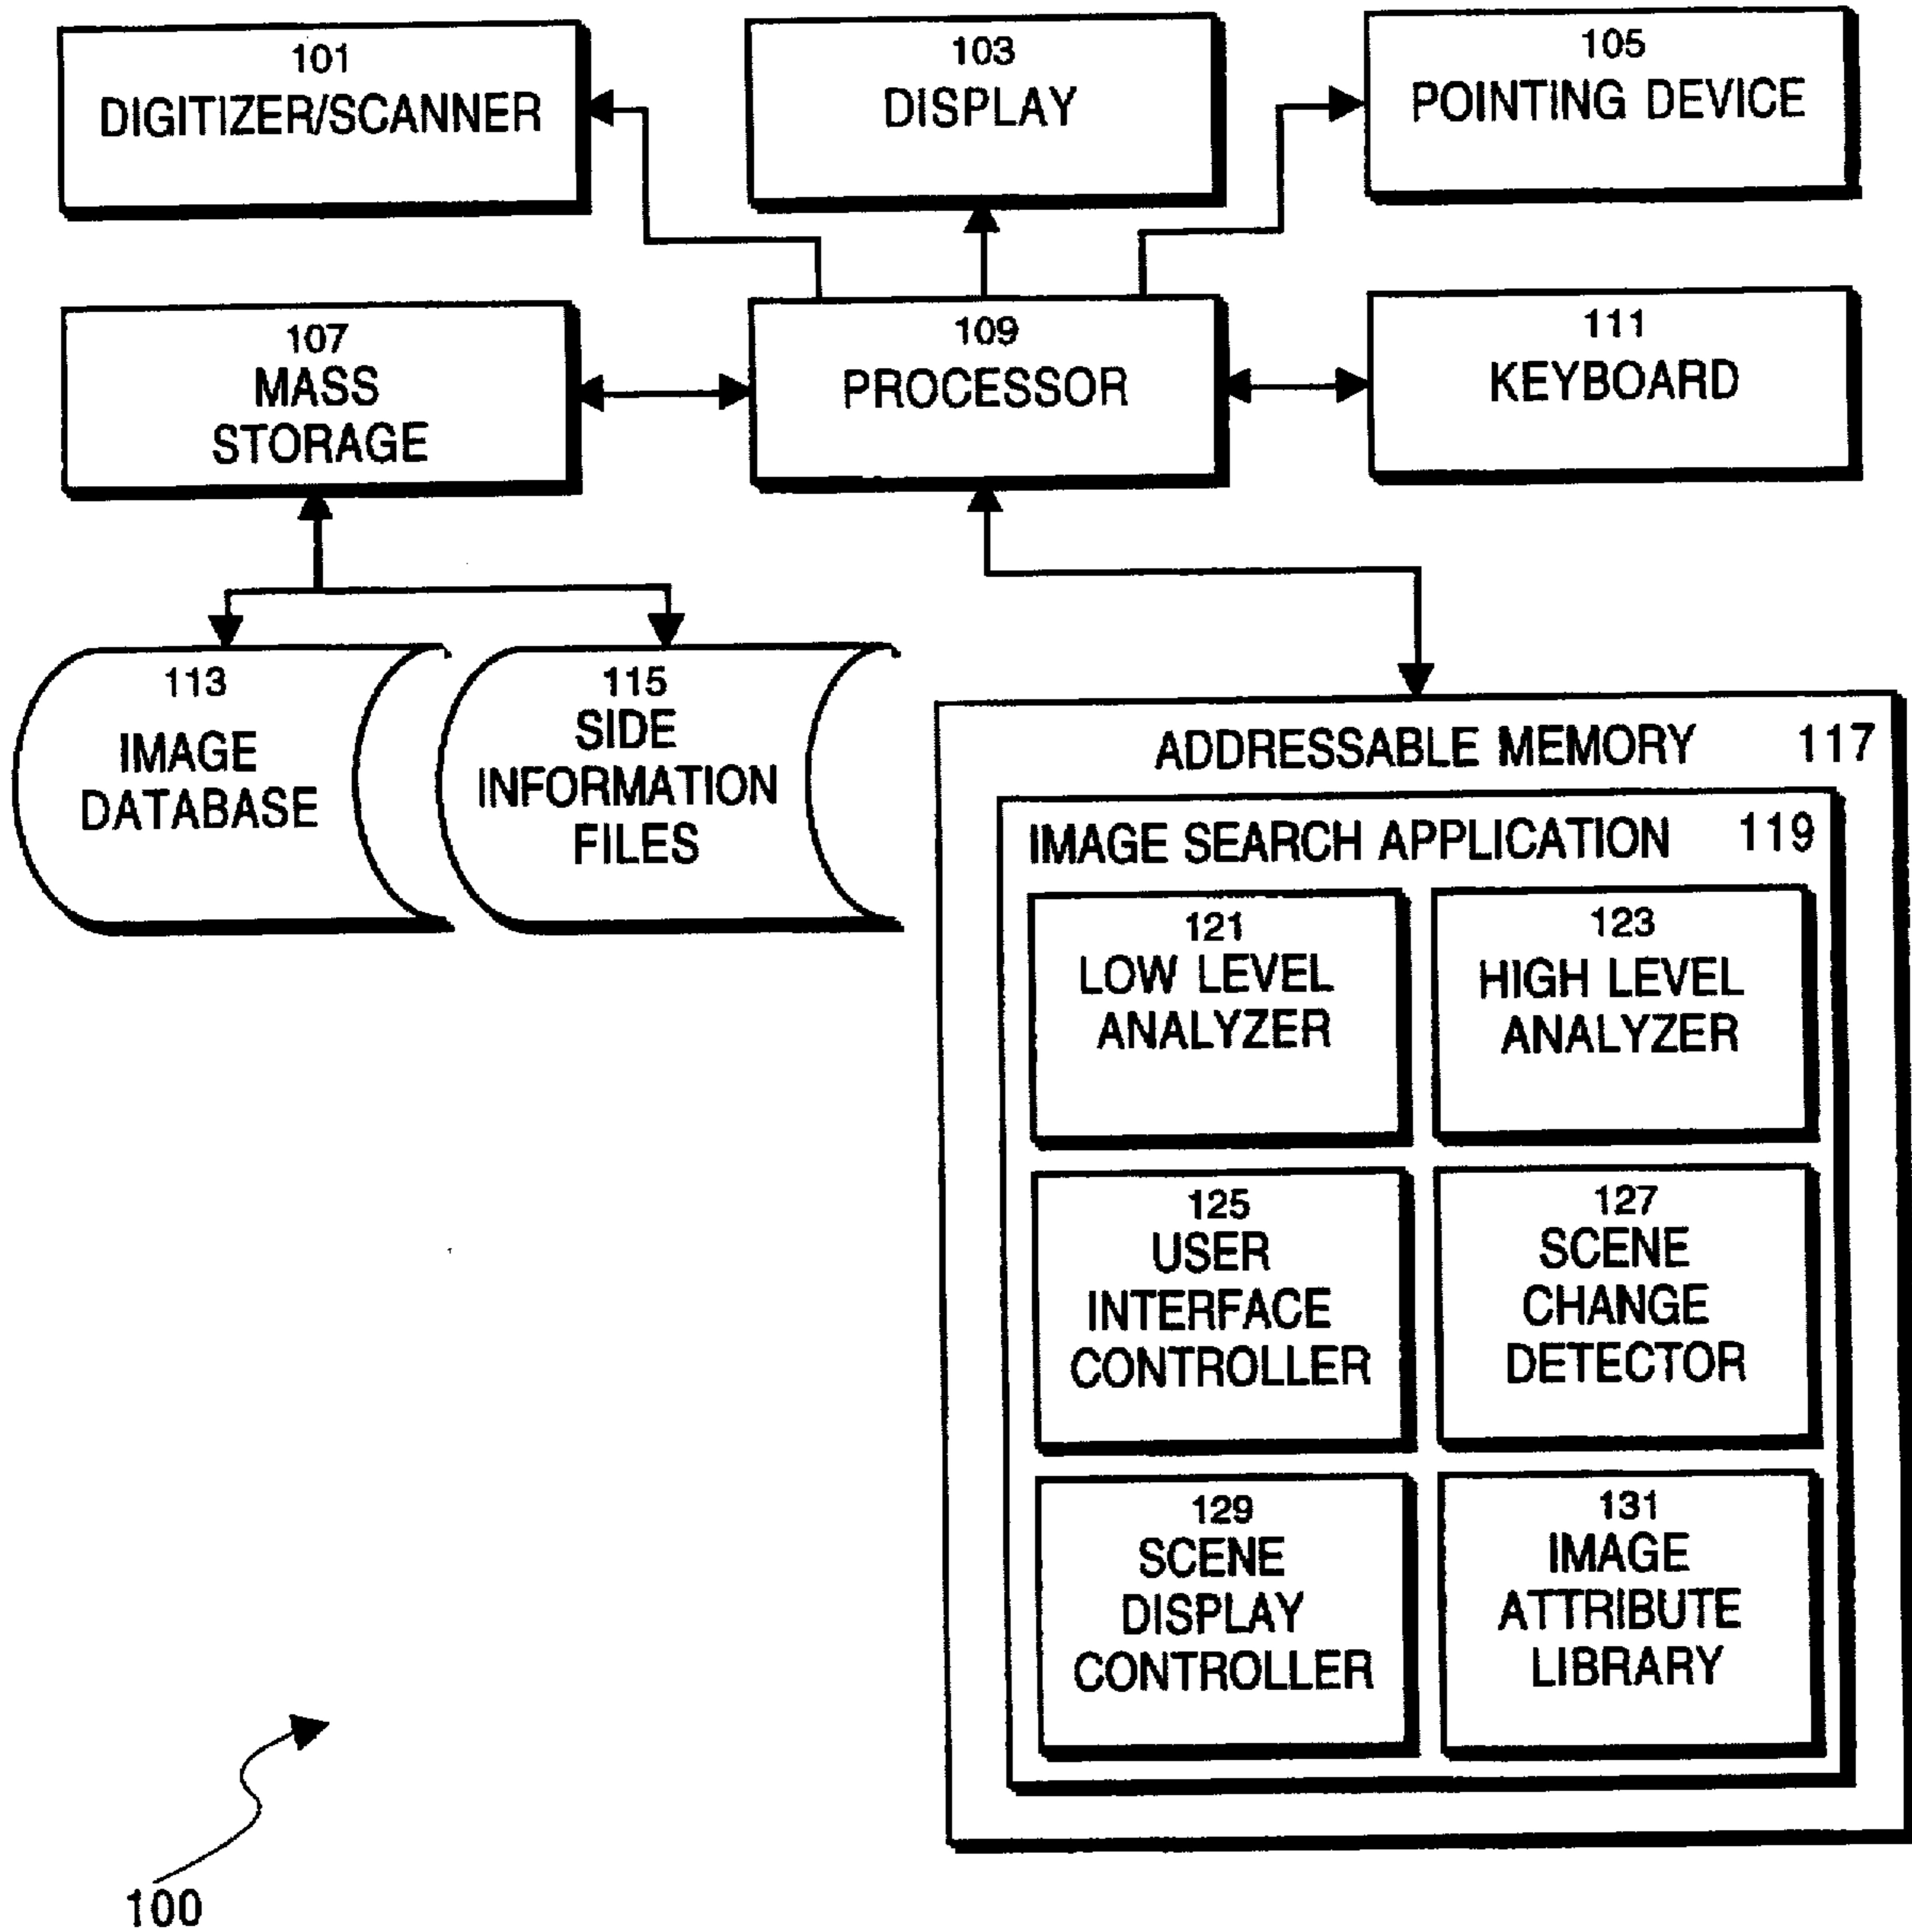 101
DIGITIZER/SCANNER
103
DISPLAY
105
POINTING DEVICE
107
MASS
STORAGE
109
PROCESSOR
111
KEYBOARD
113
IMAGE
DATABASE
115
SIDE
INFORMATION
FILES
ADDRESSABLE MEMORY 117
IMAGE SEARCH APPLICATION 119
121
LOW LEVEL
ANALYZER
123
HIGH LEVEL
ANALYZER
125
USER
INTERFACE
CONTROLLER
127
SCENE
CHANGE
DETECTOR
129
SCENE
DISPLAY
CONTROLLER
131
IMAGE
ATTRIBUTE
LIBRARY
100